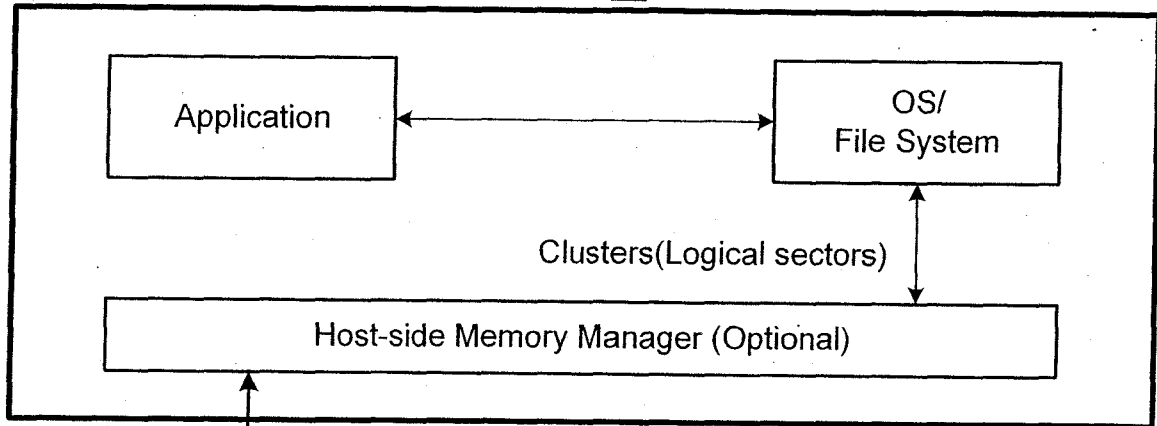 Application
OS/
File System
Clusters(Logical sectors)
Host-side Memory Manager (Optional)